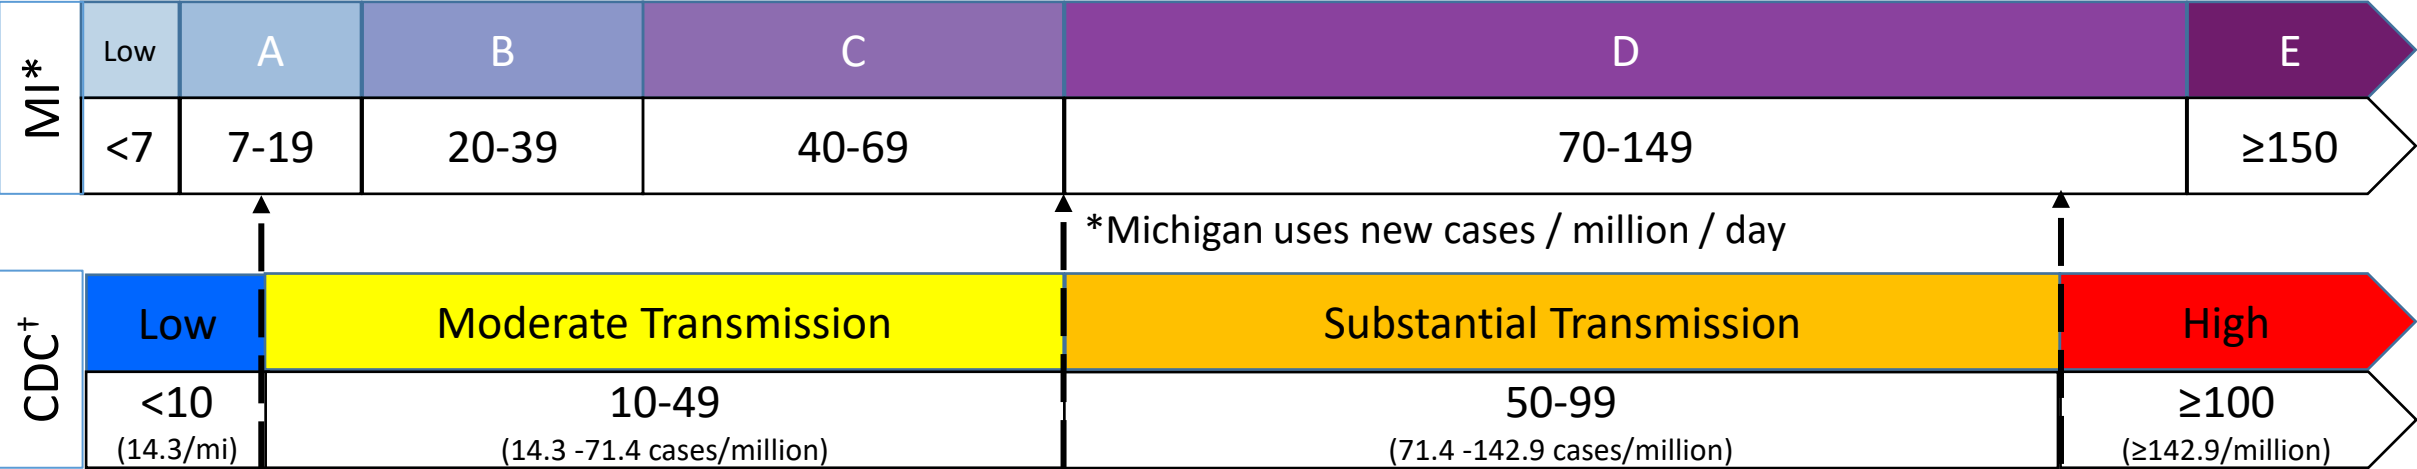 MI*
Low A B C D E
<7 7-19 20-39 40-69 70-149 ≥150
*Michigan uses new cases / million / day
CDC†
Low Moderate Transmission Substantial Transmission High
<10 10-49 50-99 ≥100
(14.3/mi) (14.3 -71.4 cases/million) (71.4 -142.9 cases/million) (≥142.9/million)